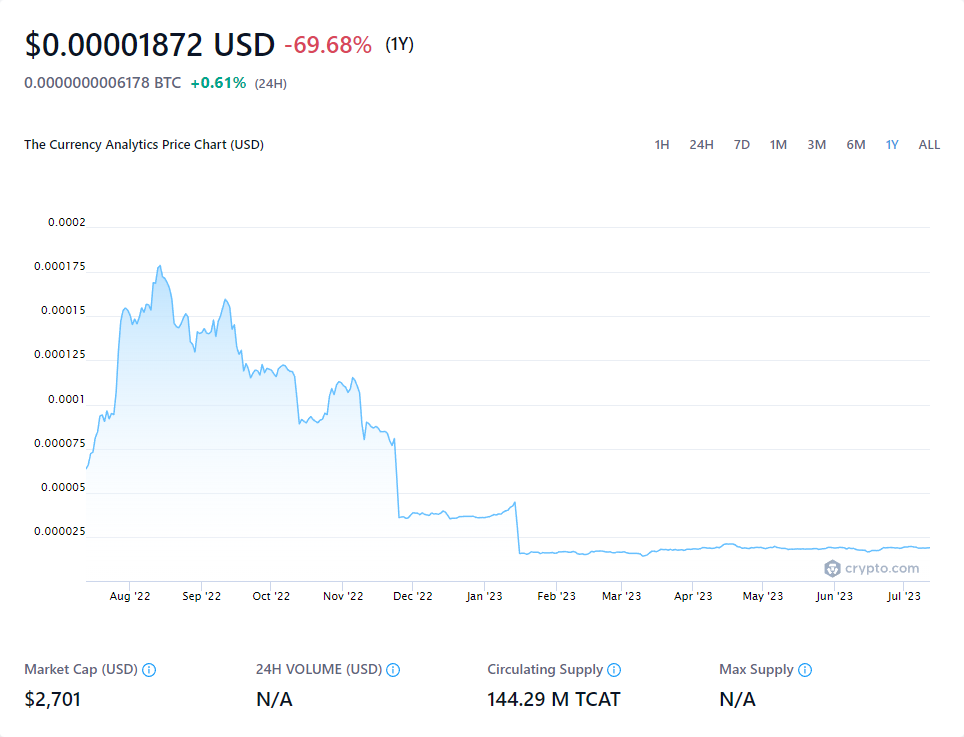 $0.00001872 USD -69.68% (1Y)
0.0000000006178 BTC +0.61% (24H)
The Currency Analytics Price Chart (USD) 1H 24H 7D 1M 3M 6M 1Y ALL
0.0002
0.000175
0.00015
0.000125
0.0001
0.000075
0.00005
0.000025
crypto.com
Aug '22 Sep '22 Oct '22 Nov '22 Dec '22 Jan '23 Feb '23 Mar '23 Apr '23 May '23 Jun '23 Jul '23
Market Cap (USD) 24H VOLUME (USD) Circulating Supply Max Supply
$2,701 N/A 144.29 M TCAT N/A